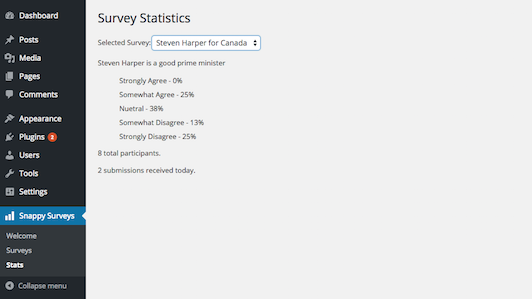 Dashboard
Posts
Media
Pages
Comments
Appearance
Plugins 2
Users
Tools
Settings
Snappy Surveys
Welcome
Surveys
Stats
Collapse menu
Survey Statistics
Selected Survey: Steven Harper for Canada
Steven Harper is a good prime minister
Strongly Agree - 0%
Somewhat Agree - 25%
Nuetral - 38%
Somewhat Disagree - 13%
Strongly Disagree - 25%
8 total participants.
2 submissions received today.